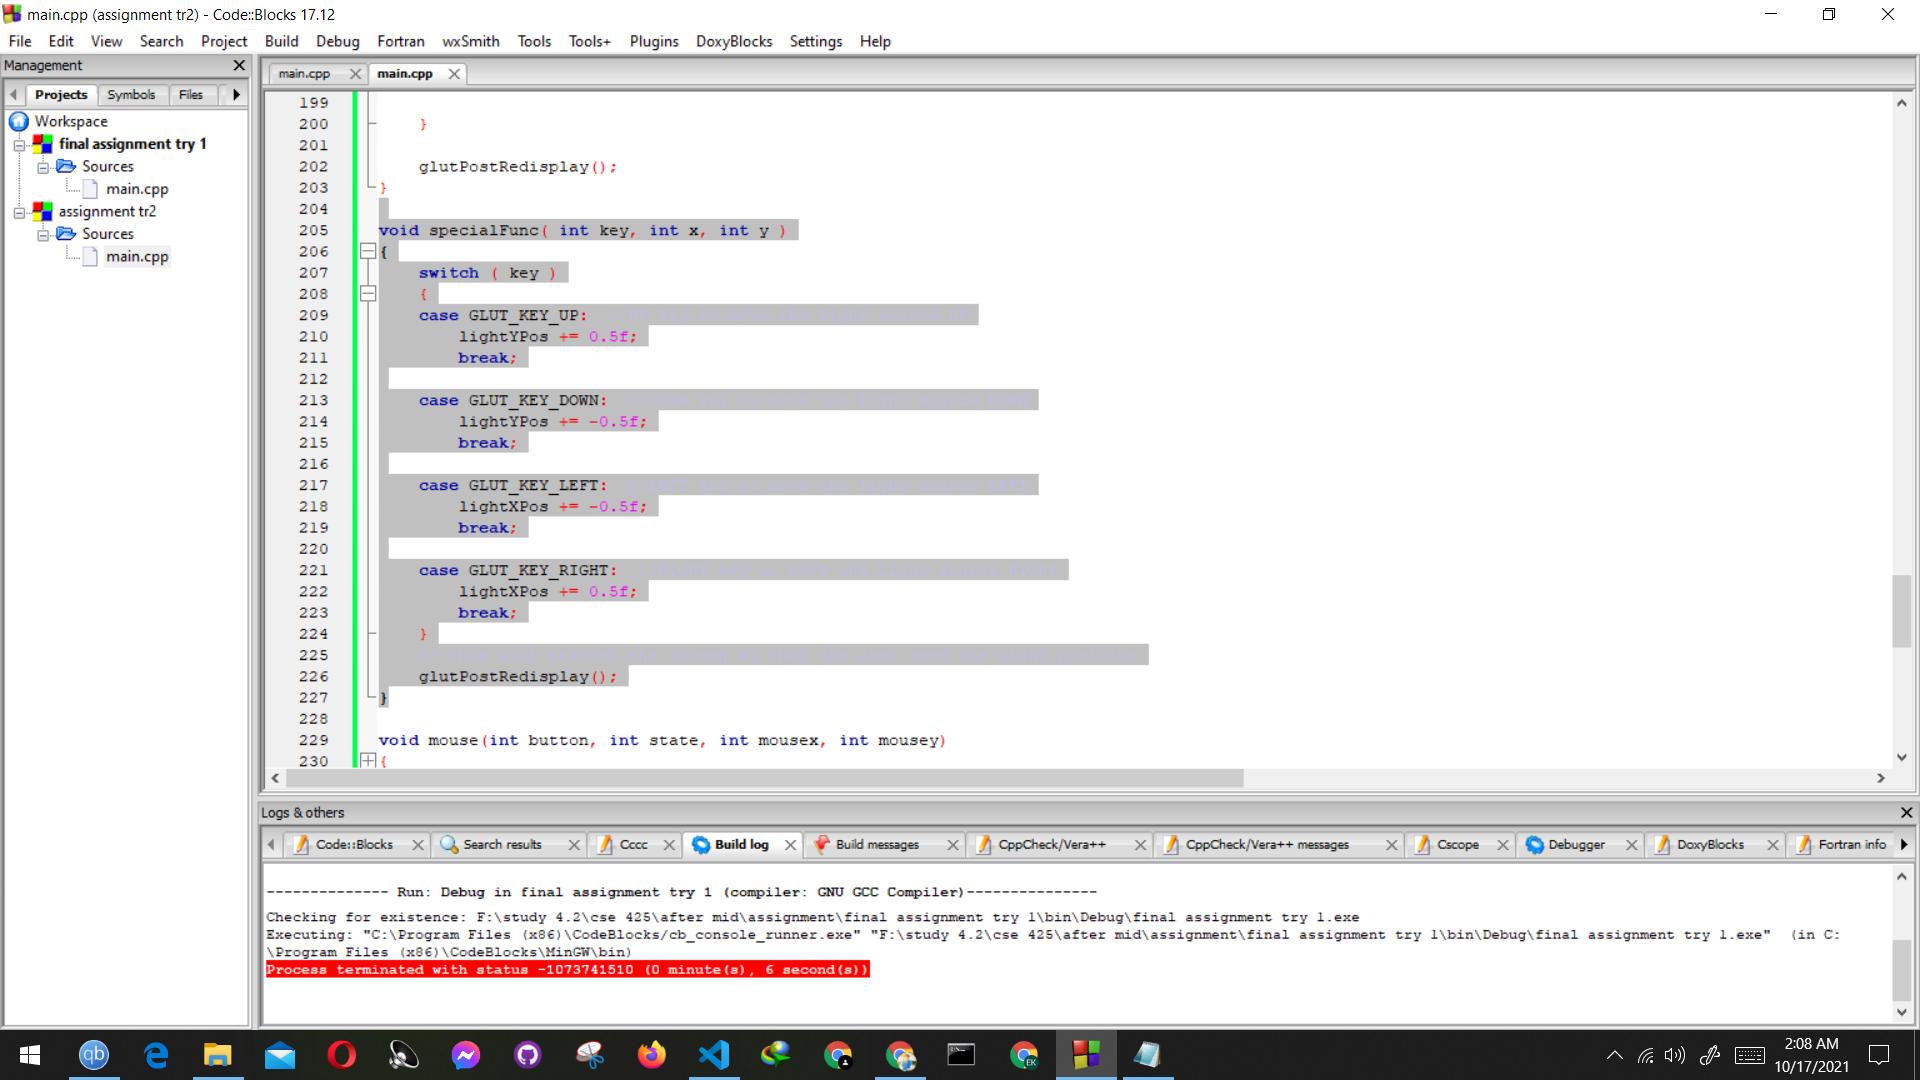 main.cpp (assignment tr2) - Code::Blocks 17.12
File Edit View Search Project Build Debug Fortran wxSmith Tools Tools+ Plugins DoxyBlocks Settings Help
Management
Projects Symbols Files
Workspace
final assignment try 1
Sources
main.cpp
assignment tr2
Sources
main.cpp
main.cpp main.cpp
199
200 }
201
202 glutPostRedisplay();
203 }
204
205 void specialFunc( int key, int x, int y )
206 {
207 switch ( key )
208 {
209 case GLUT_KEY_UP:
210 lightYPos += 0.5f;
211 break;
212
213 case GLUT_KEY_DOWN:
214 lightYPos += -0.5f;
215 break;
216
217 case GLUT_KEY_LEFT:
218 lightXPos += -0.5f;
219 break;
220
221 case GLUT_KEY_RIGHT:
222 lightXPos += 0.5f;
223 break;
224 }
225
226 glutPostRedisplay();
227 }
228
229 void mouse(int button, int state, int mousex, int mousey)
230 {
Logs & others
Code::Blocks Search results Cccc Build log Build messages CppCheck/Vera++ CppCheck/Vera++ messages Cscope Debugger DoxyBlocks Fortran info
-------------- Run: Debug in final assignment try 1 (compiler: GNU GCC Compiler)---------------
Checking for existence: F:\study 4.2\cse 425\after mid\assignment\final assignment try 1\bin\Debug\final assignment try 1.exe
Executing: "C:\Program Files (x86)\CodeBlocks/cb_console_runner.exe" "F:\study 4.2\cse 425\after mid\assignment\final assignment try 1\bin\Debug\final assignment try 1.exe" (in C:
\Program Files (x86)\CodeBlocks\MinGW\bin)
Process terminated with status -1073741510 (0 minute(s), 6 second(s))
qb
EK
2:08 AM
10/17/2021